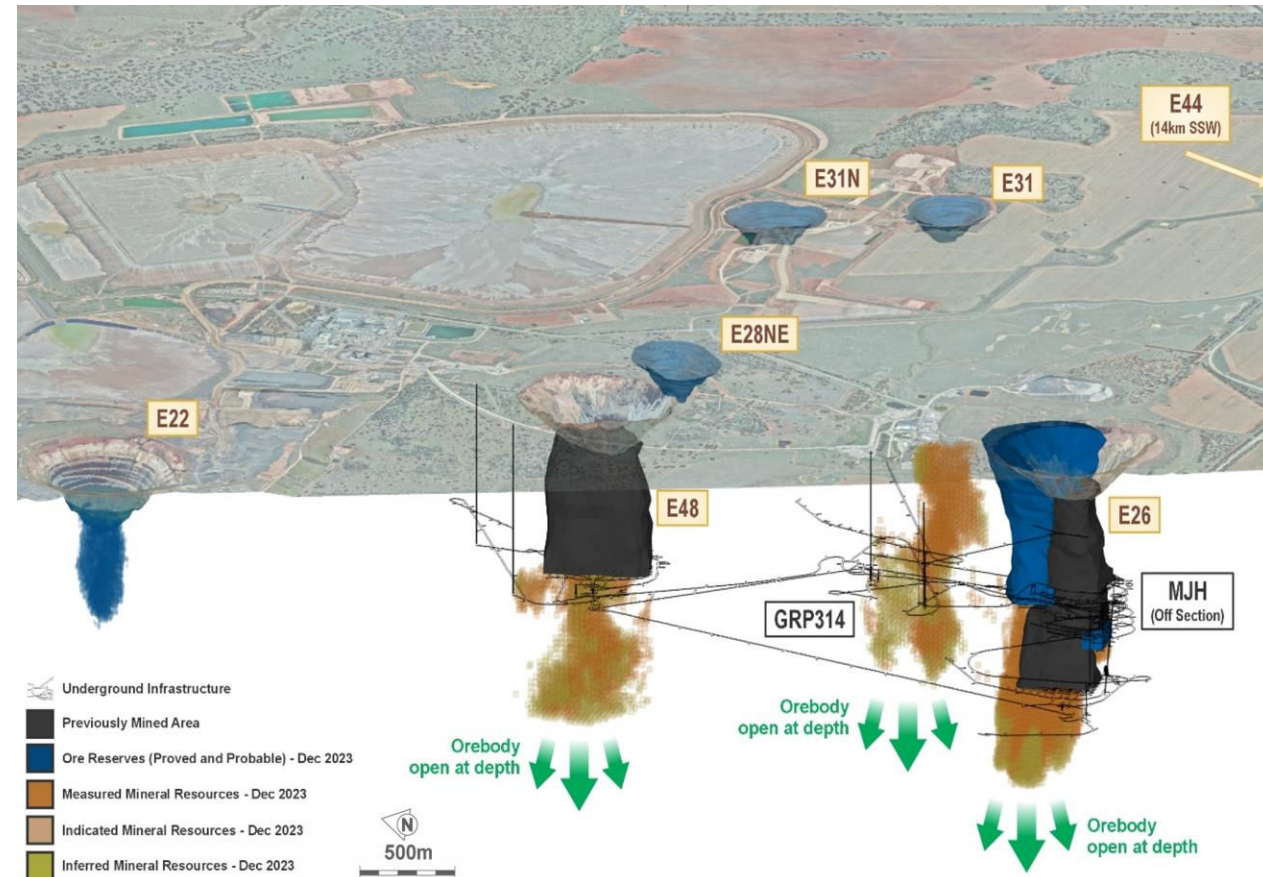 E44
(14km SSW)
E31N
E31
E28NE
E22
E48
E26
MJH
(Off Section)
GRP314
Orebody
open at depth
Orebody
open at depth
Orebody
open at depth
Underground Infrastructure
Previously Mined Area
Ore Reserves (Proved and Probable) - Dec 2023
Measured Mineral Resources - Dec 2023
Indicated Mineral Resources - Dec 2023
Inferred Mineral Resources - Dec 2023
N
500m